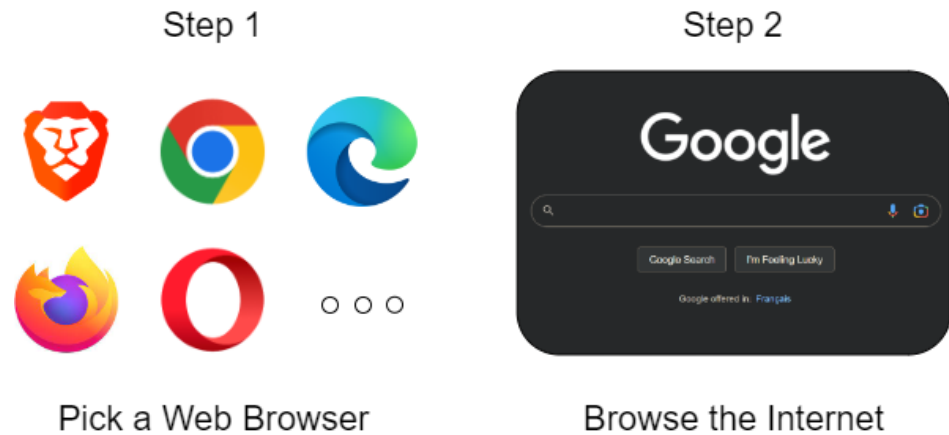 Step 1
Pick a Web Browser
Step 2
Google
Google Search
I'm Feeling Lucky
Google offered in: Français
Browse the Internet